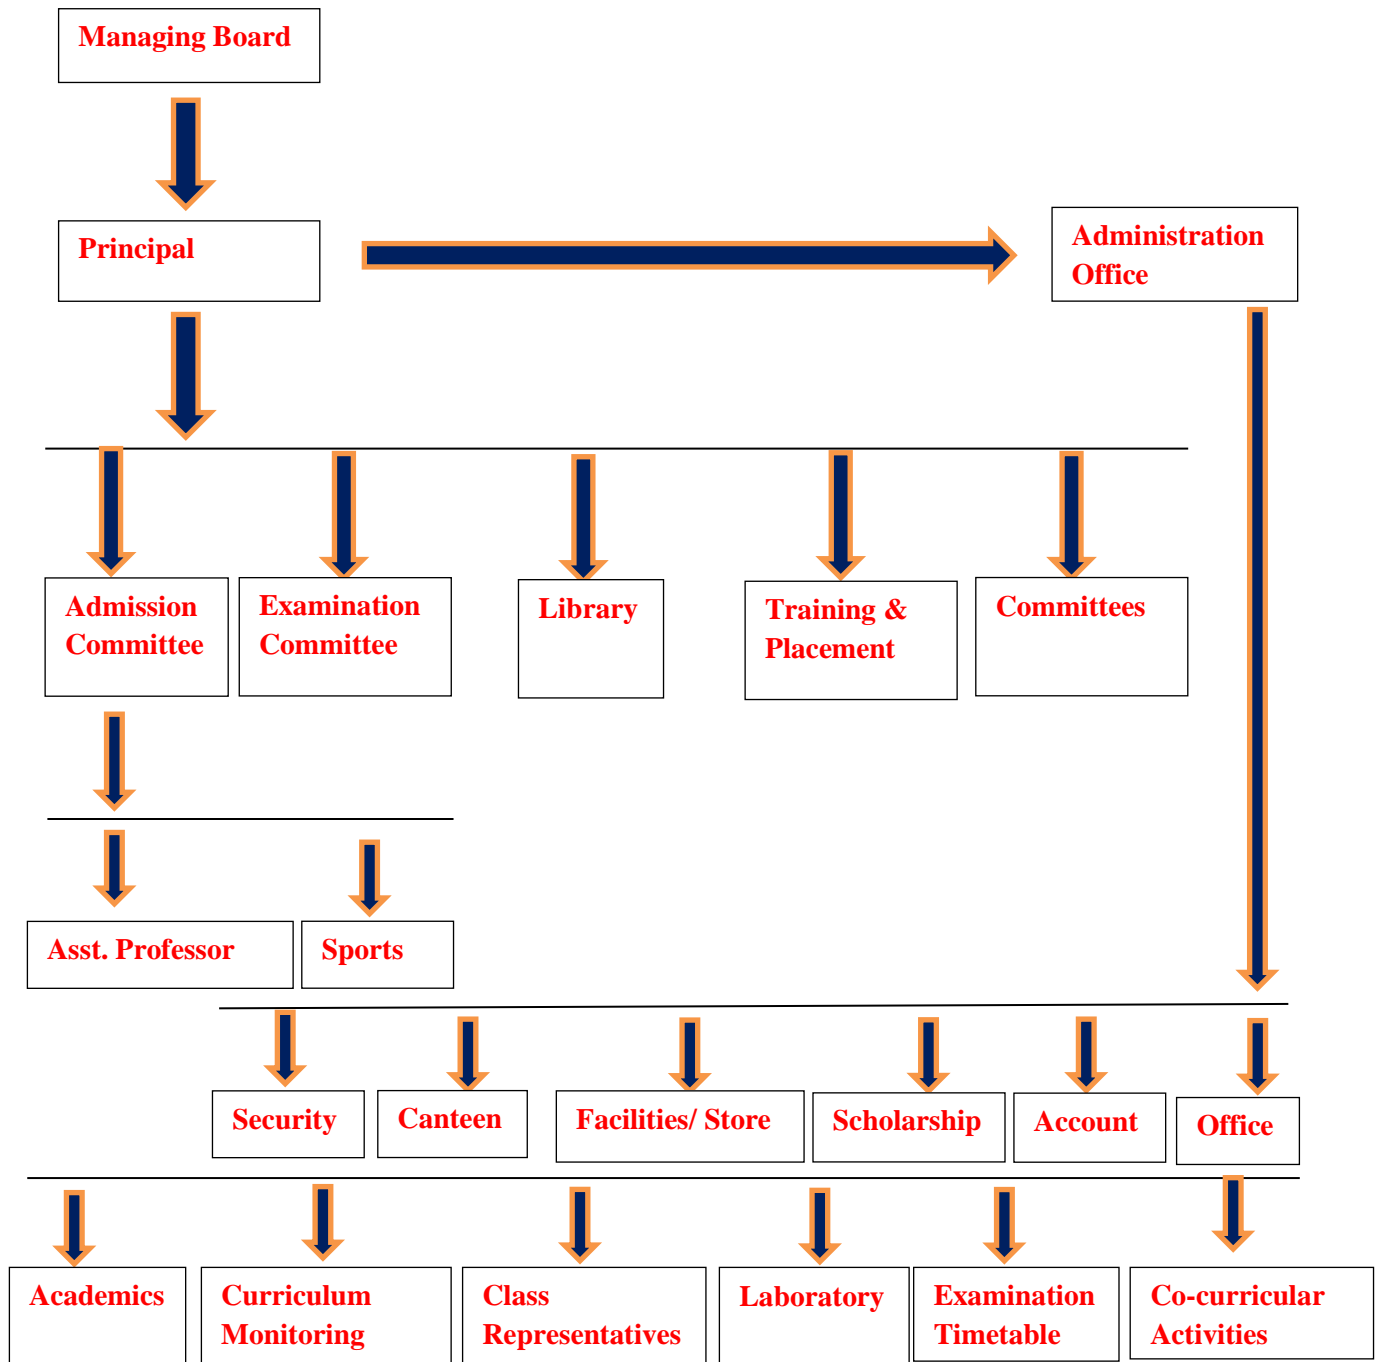 Managing Board
Principal
Administration
Office
Admission
Committee
Examination
Committee
Library
Training &
Placement
Committees
Asst. Professor
Sports
Security
Canteen
Facilities/ Store
Scholarship
Account
Office
Academics
Curriculum
Monitoring
Class
Representatives
Laboratory
Examination
Timetable
Co-curricular
Activities